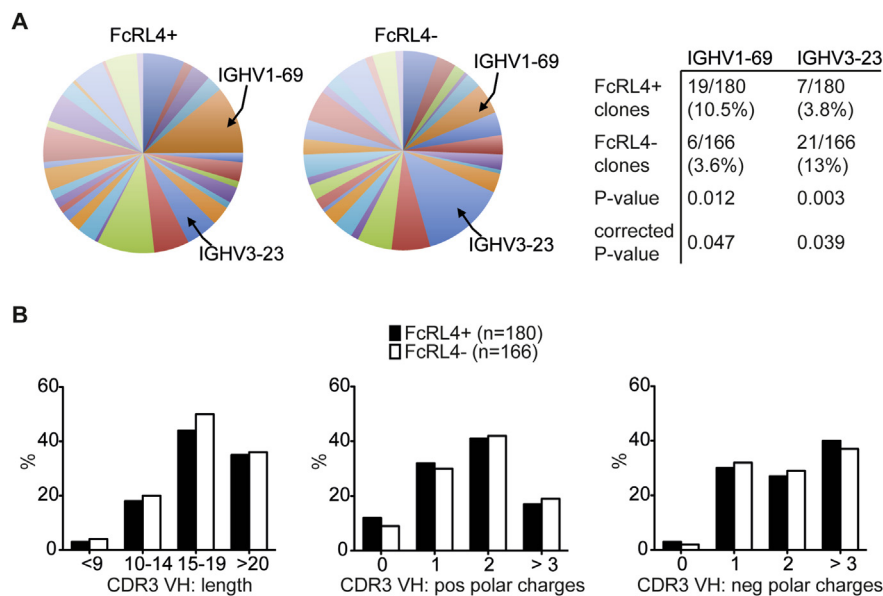 A
FcRL4+
FcRL4-
IGHV1-69
IGHV3-23
IGHV1-69
IGHV3-23
IGHV1-69 IGHV3-23
FcRL4+ clones 19/180 (10.5%) 7/180 (3.8%)
FcRL4- clones 6/166 (3.6%) 21/166 (13%)
P-value 0.012 0.003
corrected P-value 0.047 0.039
B
FcRL4+ (n=180)
FcRL4- (n=166)
60
40
20
0
%
<9 10-14 15-19 >20
CDR3 VH: length
60
40
20
0
%
0 1 2 > 3
CDR3 VH: pos polar charges
60
40
20
0
%
0 1 2 > 3
CDR3 VH: neg polar charges